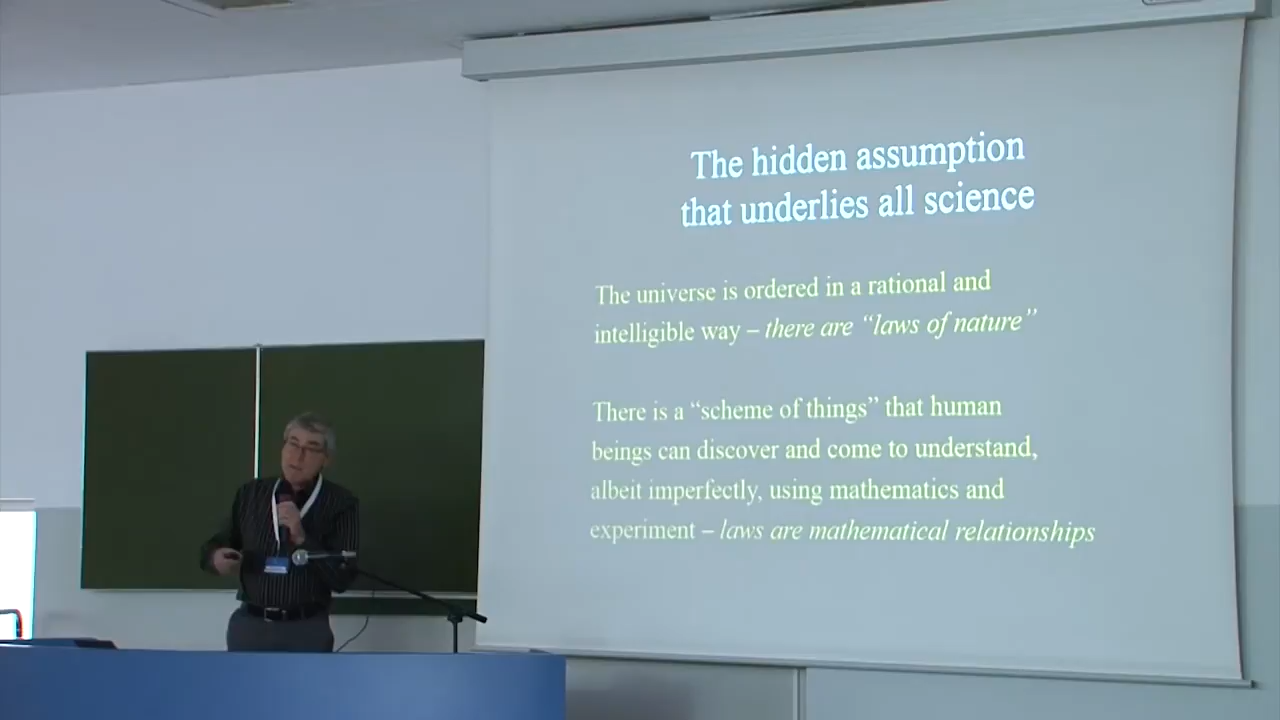 The hidden assumption
that underlies all science
The universe is ordered in a rational and
intelligible way – there are “laws of nature”
There is a “scheme of things” that human
beings can discover and come to understand,
albeit imperfectly, using mathematics and
experiment – laws are mathematical relationships